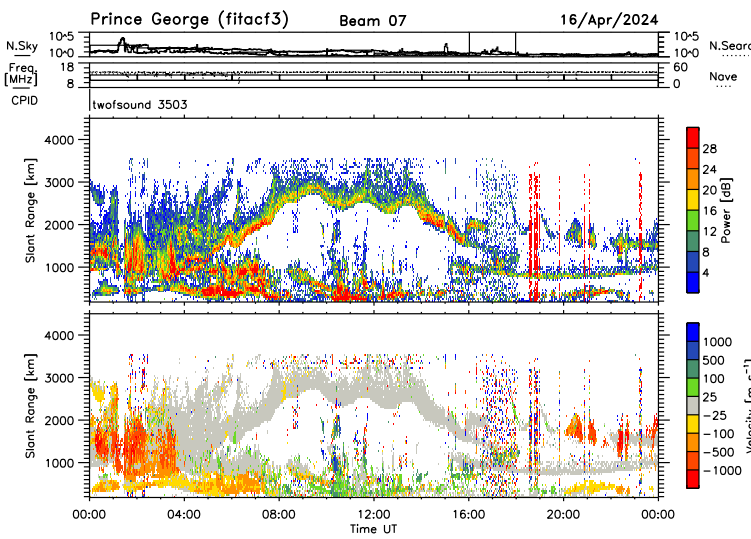 Prince George (fitacf3) Beam 07 16/Apr/2024
N.Sky 10^5 10^0 10^5 10^0 N.Sear
Freq [MHz] 18 8 60 0 Nave
CPID twofsound 3503
Slant Range [km] 4000 3000 2000 1000
Power [dB] 28 24 20 16 12 8 4
Slant Range [km] 4000 3000 2000 1000
Velocity [m s^-1] 1000 500 100 25 -25 -100 -500 -1000
00:00 04:00 08:00 12:00 16:00 20:00 00:00
Time UT